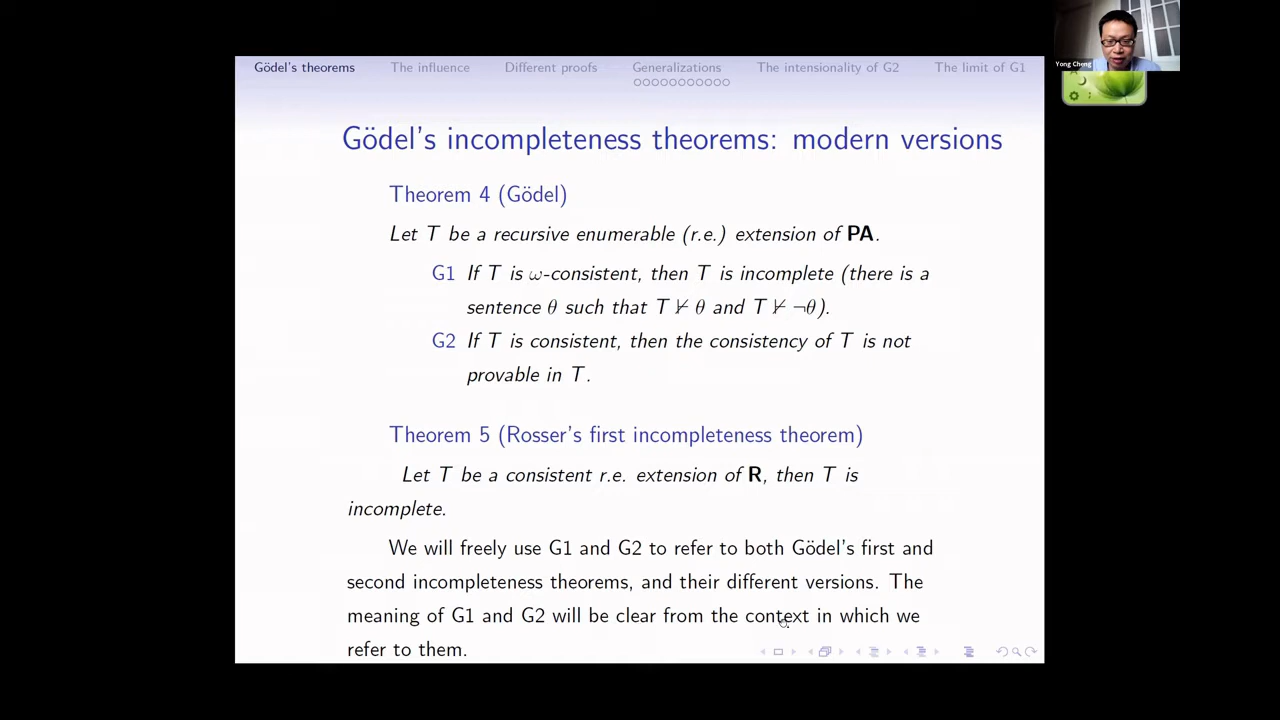 Gödel's theorems The influence Different proofs Generalizations The intensionality of G2 The limit of G1
Yong Cheng
Gödel's incompleteness theorems: modern versions
Theorem 4 (Gödel)
Let T be a recursive enumerable (r.e.) extension of PA.
G1 If T is ω-consistent, then T is incomplete (there is a
sentence θ such that T ⊬ θ and T ⊬ ¬θ).
G2 If T is consistent, then the consistency of T is not
provable in T.
Theorem 5 (Rosser's first incompleteness theorem)
Let T be a consistent r.e. extension of R, then T is
incomplete.
We will freely use G1 and G2 to refer to both Gödel's first and
second incompleteness theorems, and their different versions. The
meaning of G1 and G2 will be clear from the context in which we
refer to them.